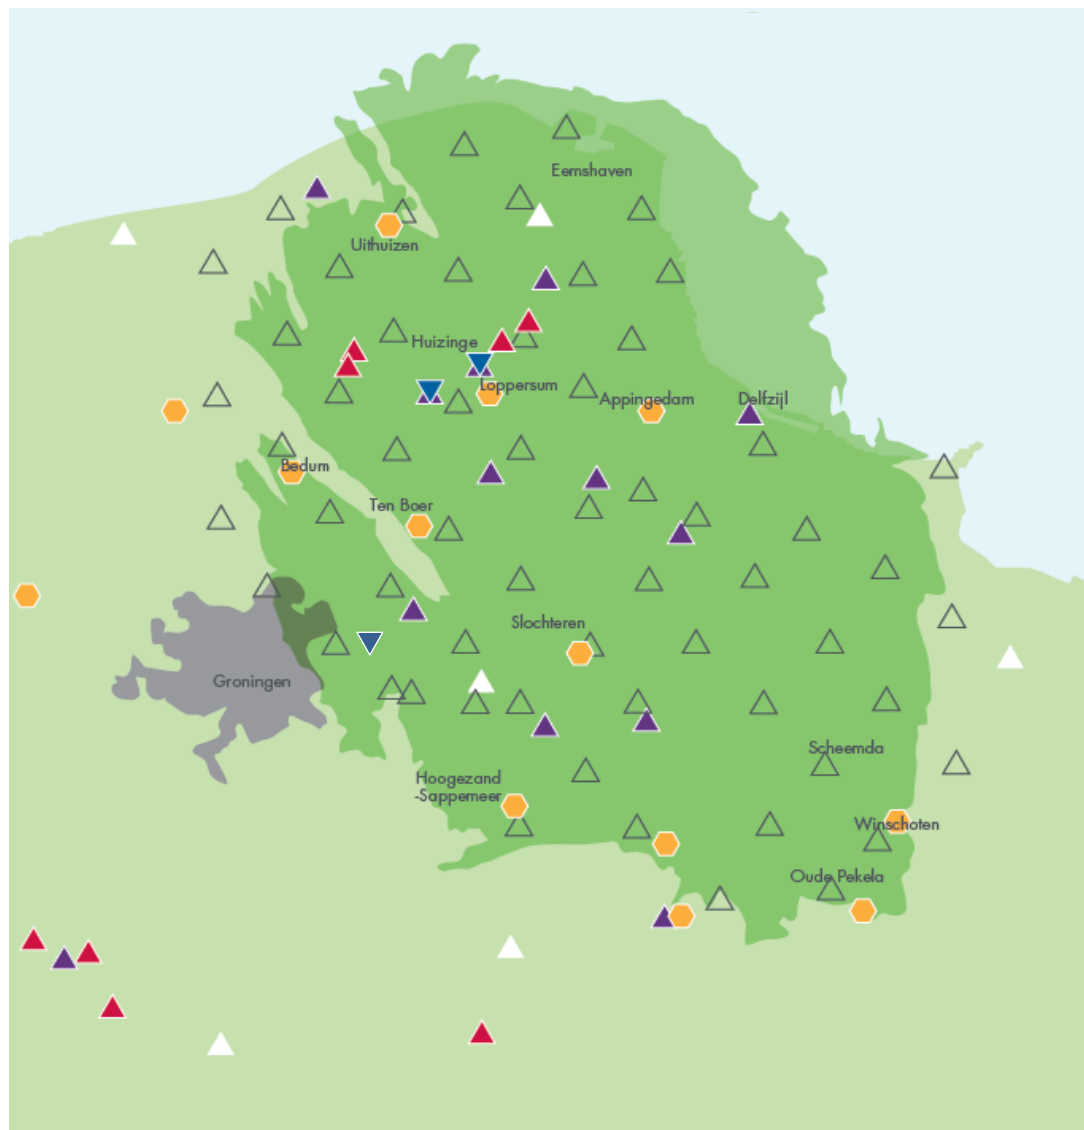 Eemshaven
Uithuizen
Huizinge
Loppersum
Appingedam
Delfzijl
Bedum
Ten Boer
Slochteren
Groningen
Scheemda
Hoogezand
-Sappemeer
Winschoten
Oude Pekela